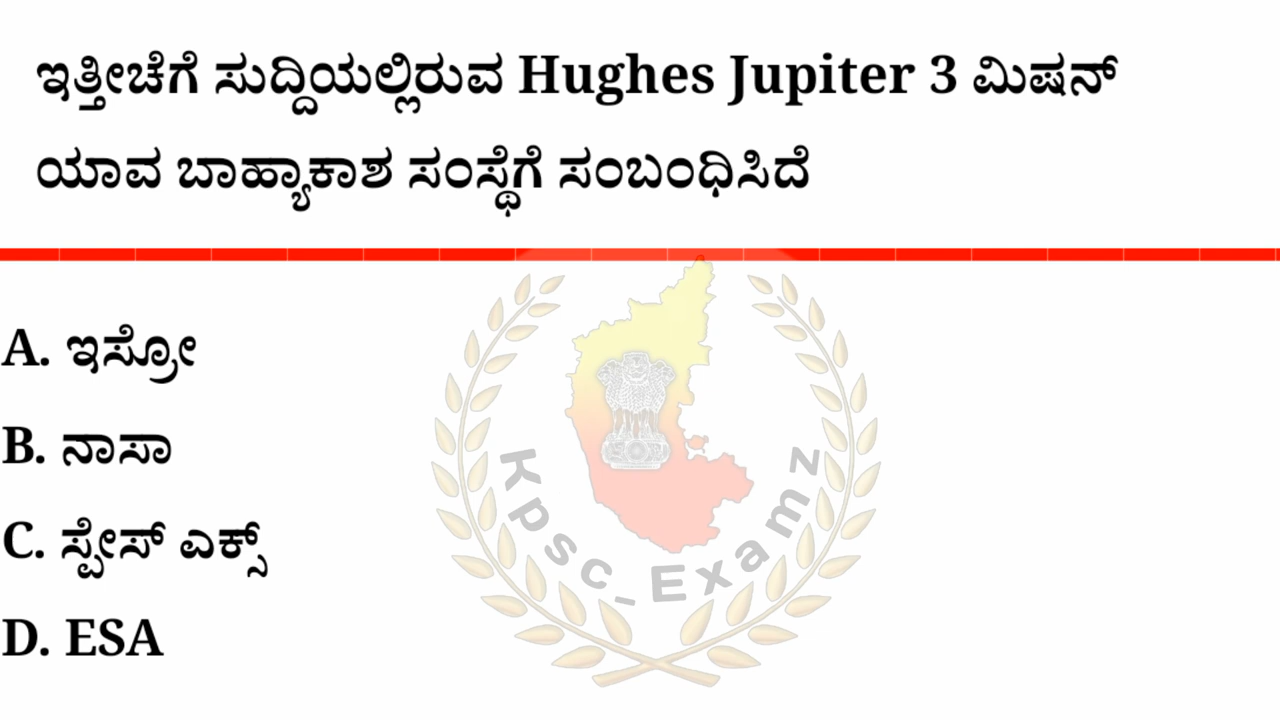 ಇತ್ತೀಚೆಗೆ ಸುದ್ದಿಯಲ್ಲಿರುವ Hughes Jupiter 3 ಮಿಷನ್
ಯಾವ ಬಾಹ್ಯಾಕಾಶ ಸಂಸ್ಥೆಗೆ ಸಂಬಂಧಿಸಿದೆ
A. ಇಸ್ರೋ
B. ನಾಸಾ
C. ಸ್ಪೇಸ್ ಎಕ್ಸ್
D. ESA
Kpsc_Examz